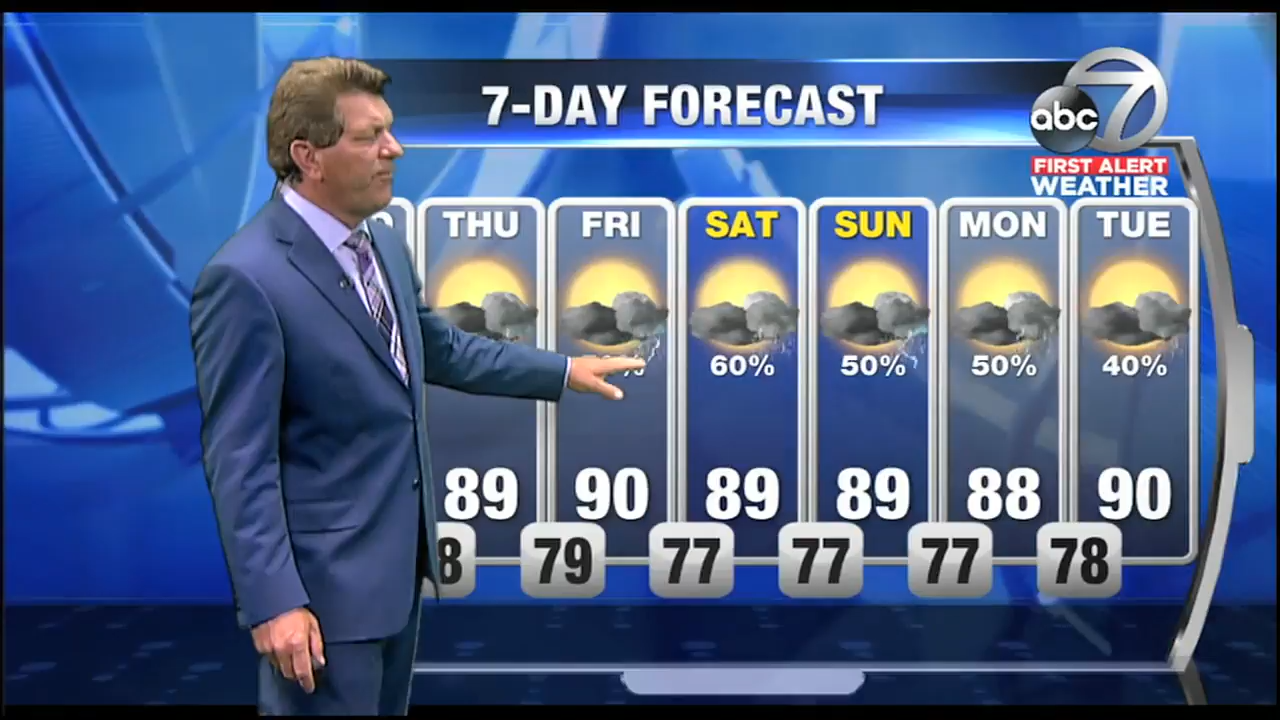 7-DAY FORECAST
abc 7
FIRST ALERT
WEATHER
THU FRI SAT SUN MON TUE
60% 50% 50% 40%
89 90 89 89 88 90
8 79 77 77 77 78